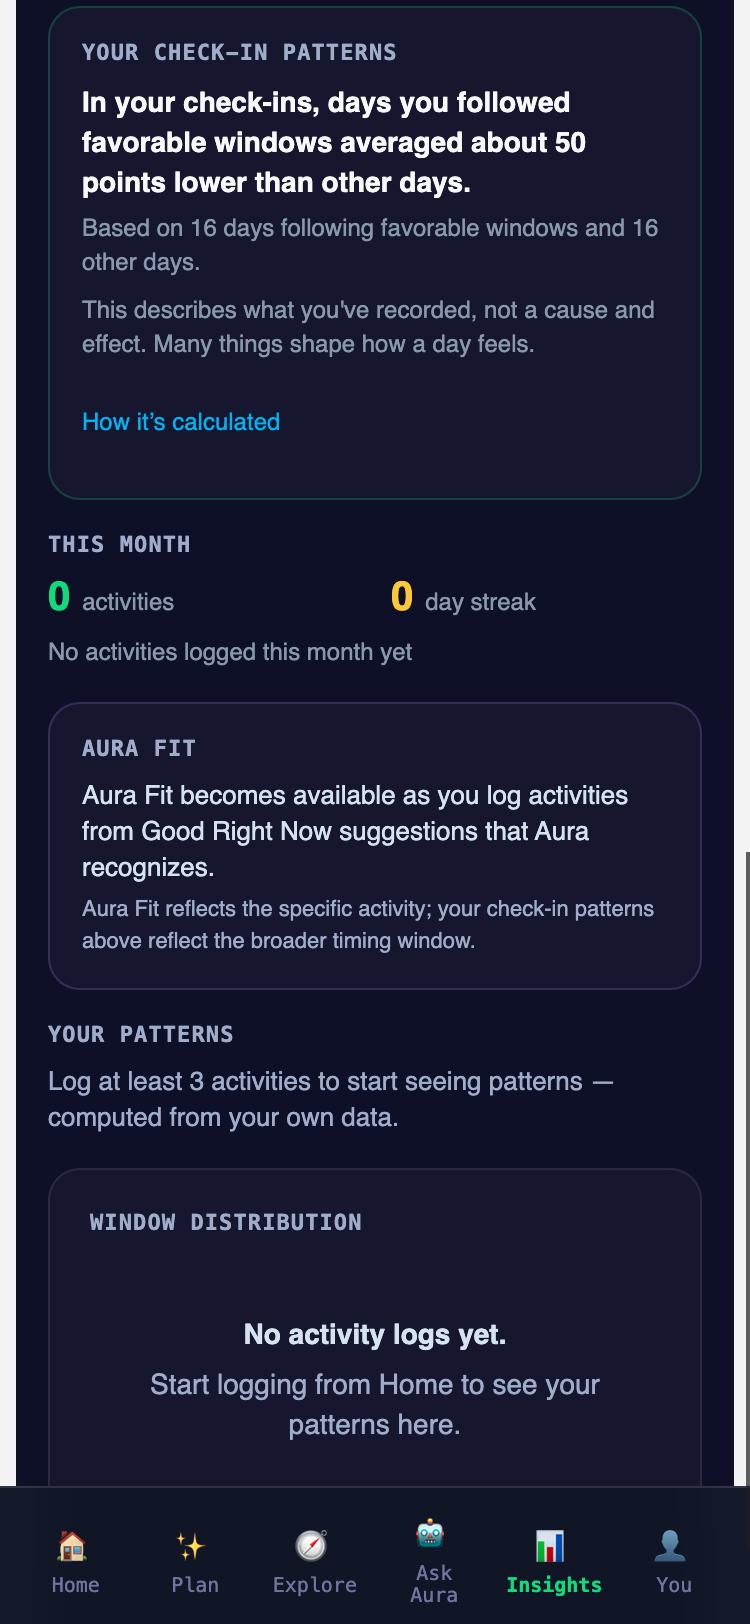 YOUR CHECK-IN PATTERNS
In your check-ins, days you followed
favorable windows averaged about 50
points lower than other days.
Based on 16 days following favorable windows and 16
other days.
This describes what you've recorded, not a cause and
effect. Many things shape how a day feels.
How it’s calculated
THIS MONTH
0 activities
0 day streak
No activities logged this month yet
AURA FIT
Aura Fit becomes available as you log activities
from Good Right Now suggestions that Aura
recognizes.
Aura Fit reflects the specific activity; your check-in patterns
above reflect the broader timing window.
YOUR PATTERNS
Log at least 3 activities to start seeing patterns —
computed from your own data.
WINDOW DISTRIBUTION
No activity logs yet.
Start logging from Home to see your
patterns here.
Home
Plan
Explore
Ask
Aura
Insights
You